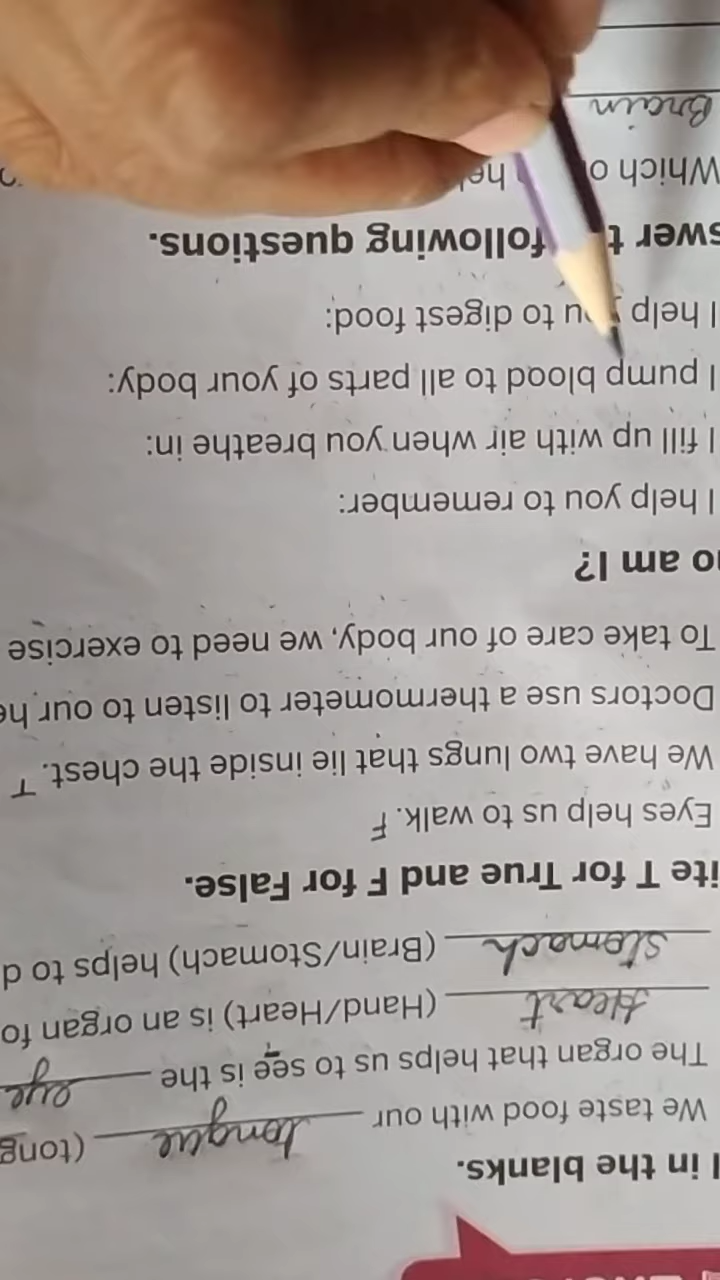 l in the blanks.
We taste food with our tongue (tong
The organ that helps us to see is the eye
Heart (Hand/Heart) is an organ fo
Stomach (Brain/Stomach) helps to d
ite T for True and F for False.
Eyes help us to walk. F
We have two lungs that lie inside the chest. T
Doctors use a thermometer to listen to our he
To take care of our body, we need to exercise
o am I?
I help you to remember:
I fill up with air when you breathe in:
I pump blood to all parts of your body:
I help you to digest food:
swer t following questions.
Which o he
Brain